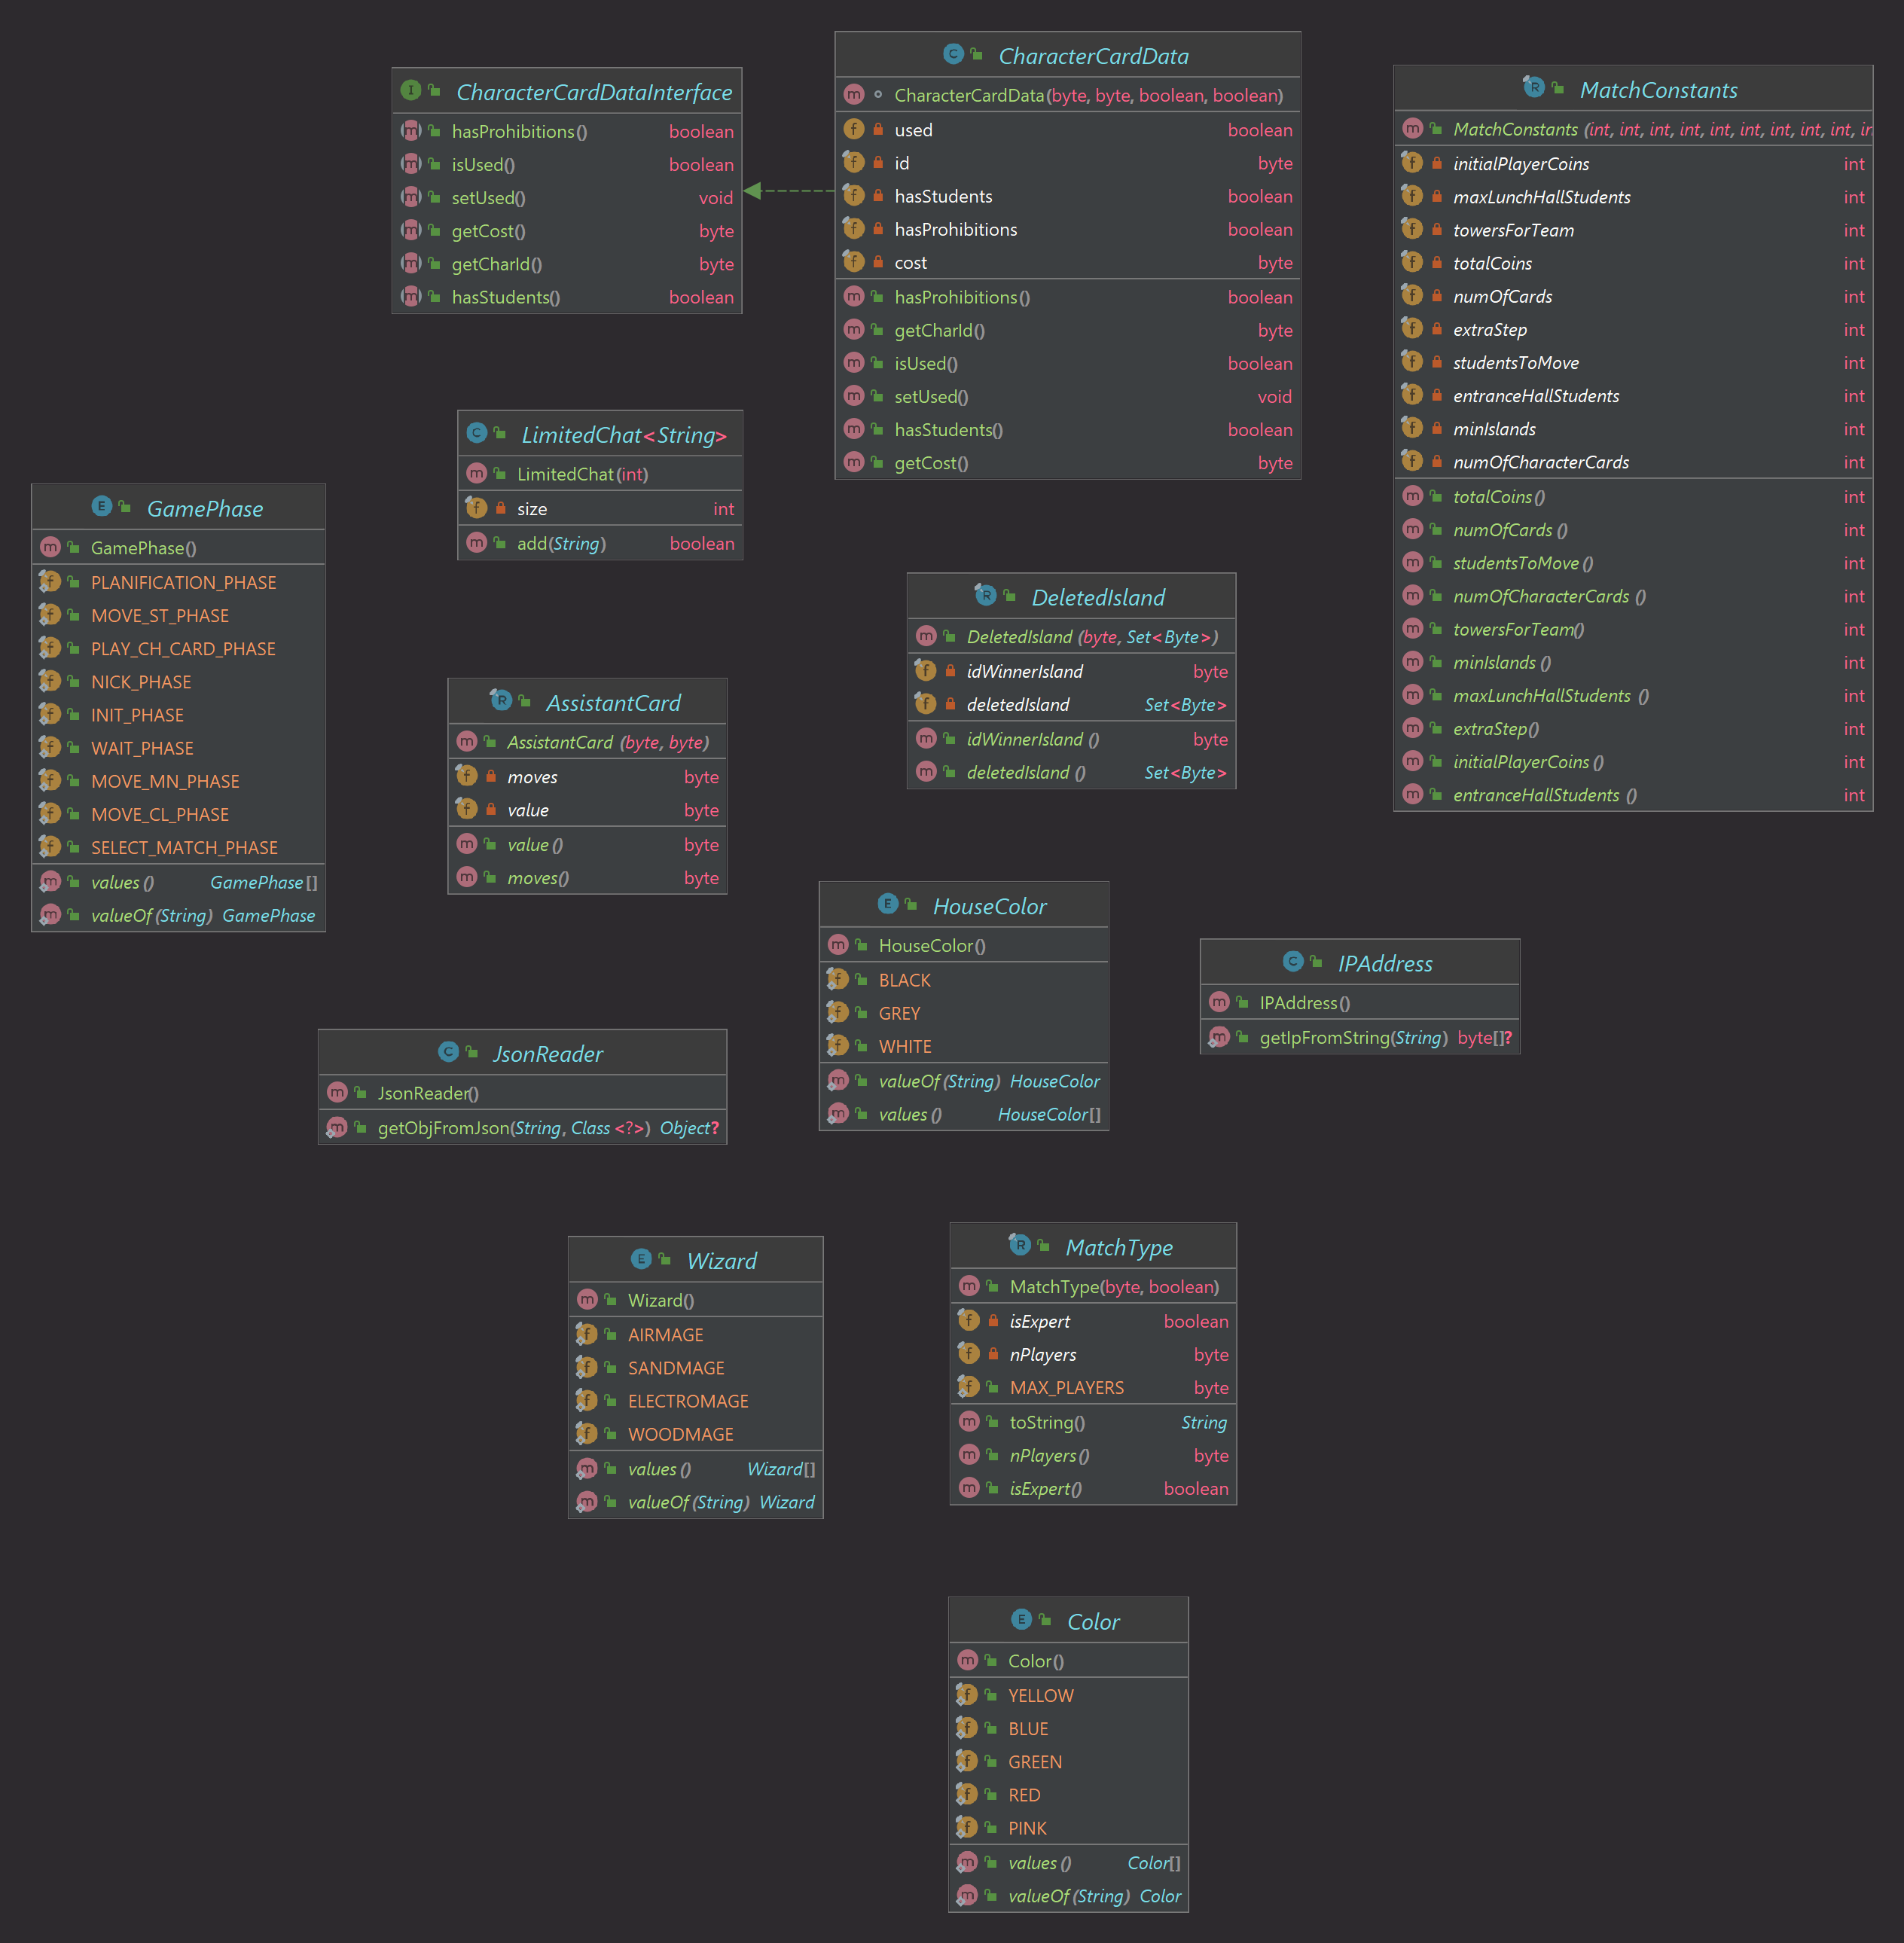 CharacterCardDataInterface
hasProhibitions() boolean
isUsed() boolean
setUsed() void
getCost() byte
getCharId() byte
hasStudents() boolean
CharacterCardData
CharacterCardData(byte, byte, boolean, boolean)
used boolean
id byte
hasStudents boolean
hasProhibitions boolean
cost byte
hasProhibitions() boolean
getCharId() byte
isUsed() boolean
setUsed() void
hasStudents() boolean
getCost() byte
MatchConstants
MatchConstants (int, int, int, int, int, int, int, int, int,
initialPlayerCoins int
maxLunchHallStudents int
towersForTeam int
totalCoins int
numOfCards int
extraStep int
studentsToMove int
entranceHallStudents int
minIslands int
numOfCharacterCards int
totalCoins() int
numOfCards () int
studentsToMove () int
numOfCharacterCards () int
towersForTeam() int
minIslands () int
maxLunchHallStudents () int
extraStep() int
initialPlayerCoins () int
entranceHallStudents () int
LimitedChat<String>
LimitedChat(int)
size int
add(String) boolean
GamePhase
GamePhase()
PLANIFICATION_PHASE
MOVE_ST_PHASE
PLAY_CH_CARD_PHASE
NICK_PHASE
INIT_PHASE
WAIT_PHASE
MOVE_MN_PHASE
MOVE_CL_PHASE
SELECT_MATCH_PHASE
values () GamePhase[]
valueOf(String) GamePhase
DeletedIsland
DeletedIsland (byte, Set<Byte>)
idWinnerIsland byte
deletedIsland Set<Byte>
idWinnerIsland () byte
deletedIsland () Set<Byte>
AssistantCard
AssistantCard (byte, byte)
moves byte
value byte
value () byte
moves() byte
HouseColor
HouseColor()
BLACK
GREY
WHITE
valueOf(String) HouseColor
values () HouseColor[]
IPAddress
IPAddress()
getIpFromString(String) byte[]?
JsonReader
JsonReader()
getObjFromJson(String, Class <?>) Object?
Wizard
Wizard()
AIRMAGE
SANDMAGE
ELECTROMAGE
WOODMAGE
values () Wizard[]
valueOf(String) Wizard
MatchType
MatchType(byte, boolean)
isExpert boolean
nPlayers byte
MAX_PLAYERS byte
toString() String
nPlayers() byte
isExpert() boolean
Color
Color()
YELLOW
BLUE
GREEN
RED
PINK
values () Color[]
valueOf(String) Color